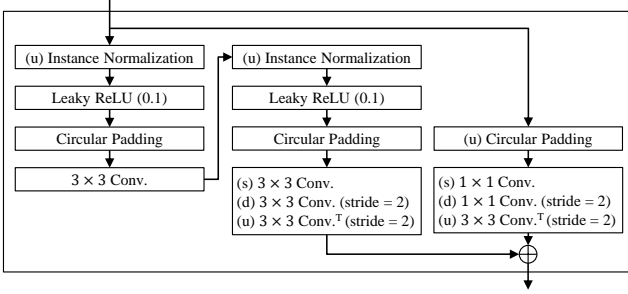 (u) Instance Normalization
Leaky ReLU (0.1)
Circular Padding
3 × 3 Conv.
(u) Instance Normalization
Leaky ReLU (0.1)
Circular Padding
(s) 3 × 3 Conv.
(d) 3 × 3 Conv. (stride = 2)
(u) 3 × 3 Conv.ᵀ (stride = 2)
(u) Circular Padding
(s) 1 × 1 Conv.
(d) 1 × 1 Conv. (stride = 2)
(u) 3 × 3 Conv.ᵀ (stride = 2)